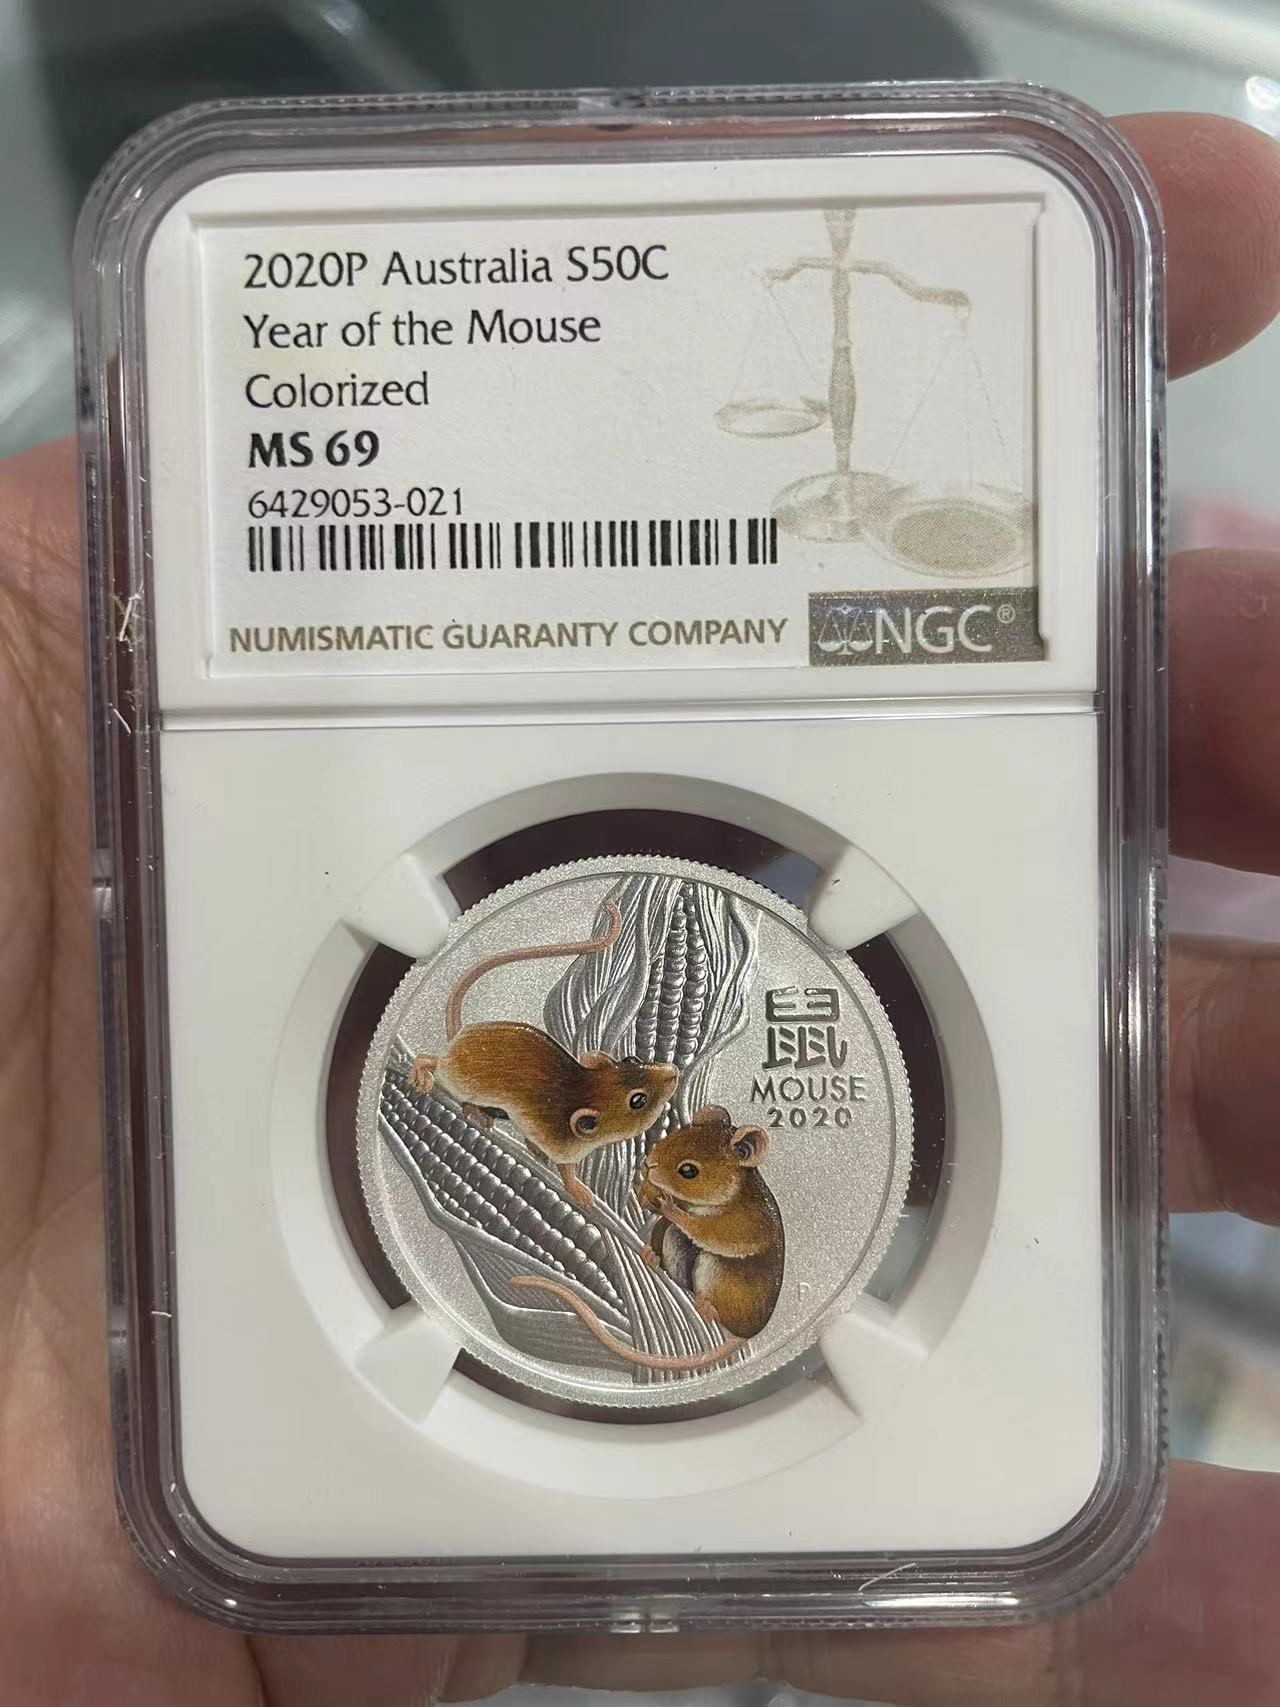 2020P Australia S50C
Year of the Mouse
Colorized
MS 69
6429053-021
NUMISMATIC GUARANTY COMPANY
NGC®
鼠
MOUSE
2020
P